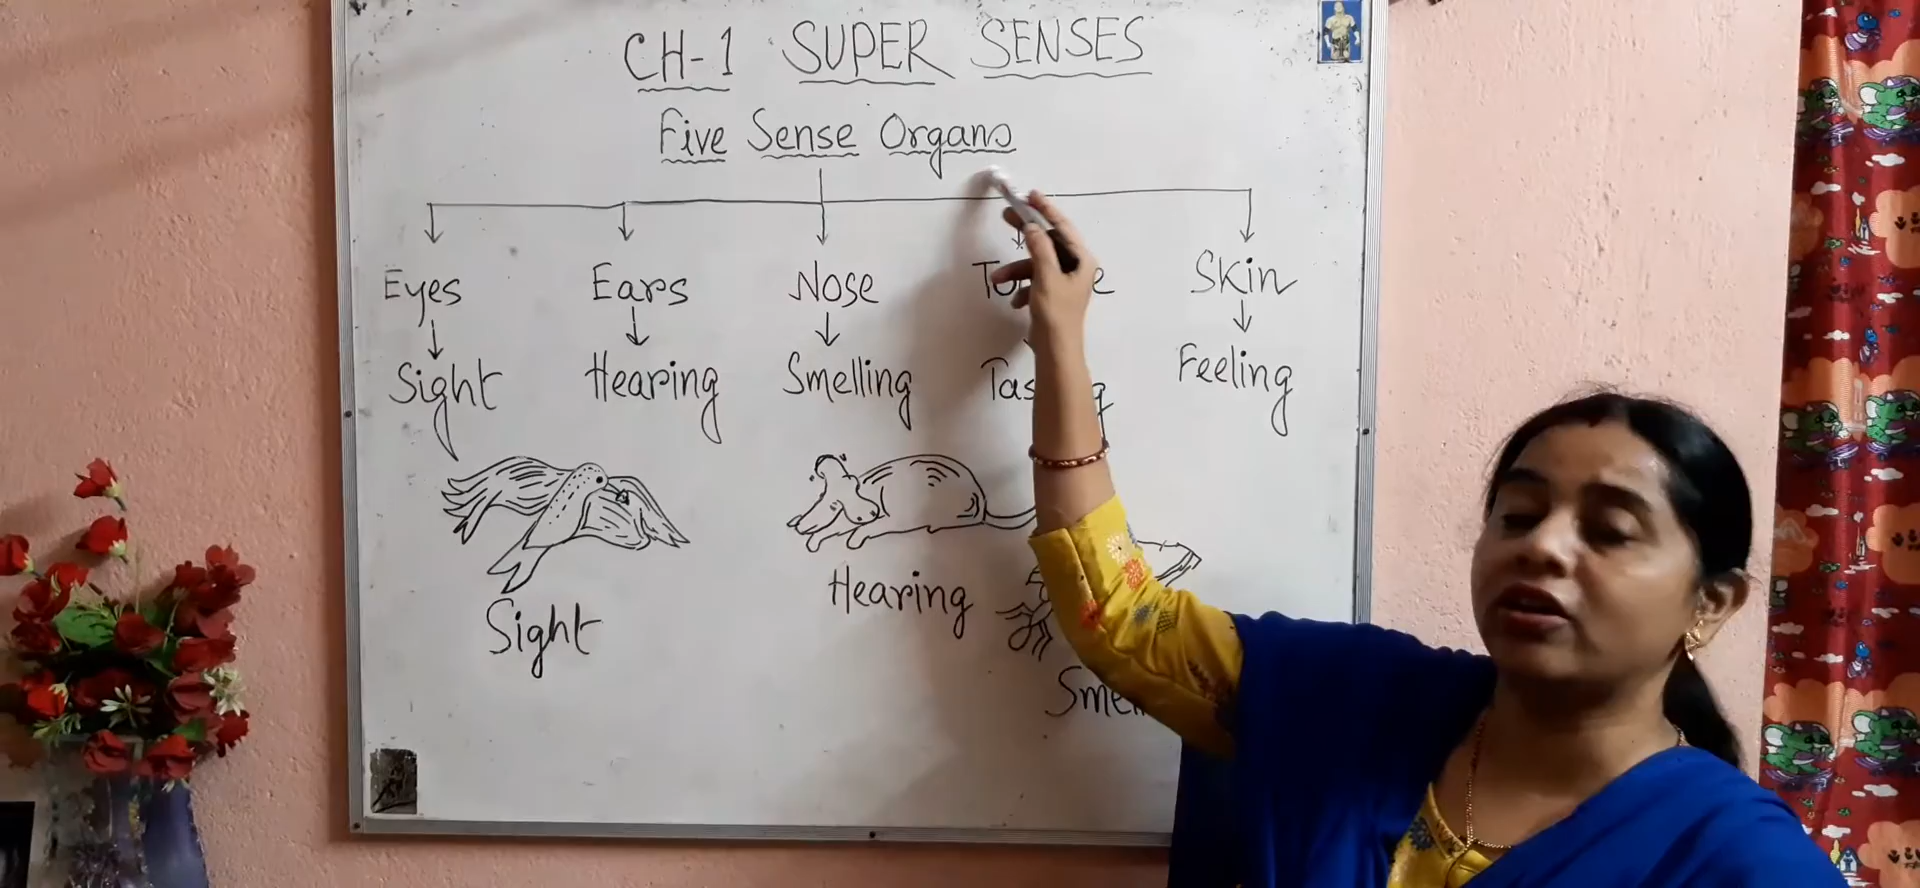 CH-1 SUPER SENSES
Five Sense Organs
Eyes Ears Nose Skin
Sight Hearing Smelling Feeling
Hearing
Sight